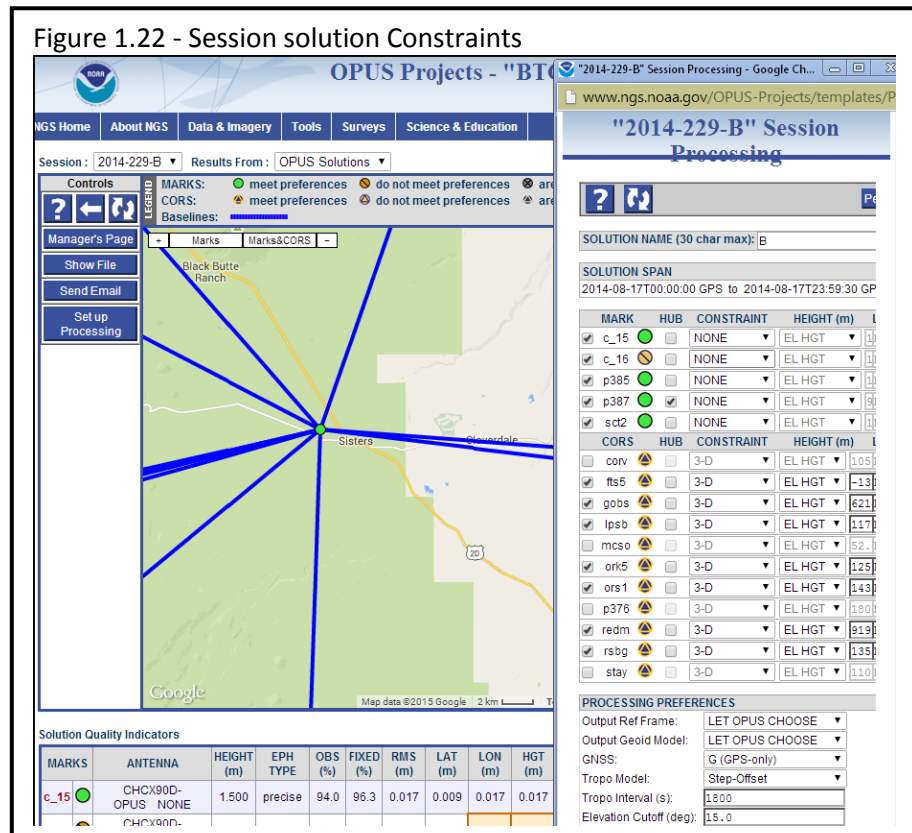 Figure 1.22 - Session solution Constraints
NOAA
OPUS Projects - "BTC
NGS Home About NGS Data & Imagery Tools Surveys Science & Education
Session : 2014-229-B Results From : OPUS Solutions
Controls
Manager's Page
Show File
Send Email
Set up
Processing
LEGEND
MARKS: meet preferences do not meet preferences are
CORS: meet preferences do not meet preferences are
Baselines:
+ Marks Marks&CORS -
Black Butte
Ranch
Sisters
Cloverdale
20
Google
Map data ©2015 Google 2 km
Solution Quality Indicators
MARKS ANTENNA HEIGHT (m) EPH TYPE OBS (%) FIXED (%) RMS (m) LAT (m) LON (m) HGT (m)
c_15 CHCX90D-OPUS NONE 1.500 precise 94.0 96.3 0.017 0.009 0.017 0.017
CHCX90D-
"2014-229-B" Session Processing - Google Ch...
www.ngs.noaa.gov/OPUS-Projects/templates/P
"2014-229-B" Session
Processing
?
Pe
SOLUTION NAME (30 char max): B
SOLUTION SPAN
2014-08-17T00:00:00 GPS to 2014-08-17T23:59:30 GP
MARK HUB CONSTRAINT HEIGHT (m) L
c_15 NONE EL HGT
c_16 NONE EL HGT
p385 NONE EL HGT
p387 NONE EL HGT
sct2 NONE EL HGT
CORS HUB CONSTRAINT HEIGHT (m) L
corv 3-D EL HGT 105
fts5 3-D EL HGT -13
gobs 3-D EL HGT 621
lpsb 3-D EL HGT 117
mcso 3-D EL HGT 52.
ork5 3-D EL HGT 125
ors1 3-D EL HGT 143
p376 3-D EL HGT 180
redm 3-D EL HGT 919
rsbg 3-D EL HGT 135
stay 3-D EL HGT 110
PROCESSING PREFERENCES
Output Ref Frame: LET OPUS CHOOSE
Output Geoid Model: LET OPUS CHOOSE
GNSS: G (GPS-only)
Tropo Model: Step-Offset
Tropo Interval (s): 1800
Elevation Cutoff (deg): 15.0